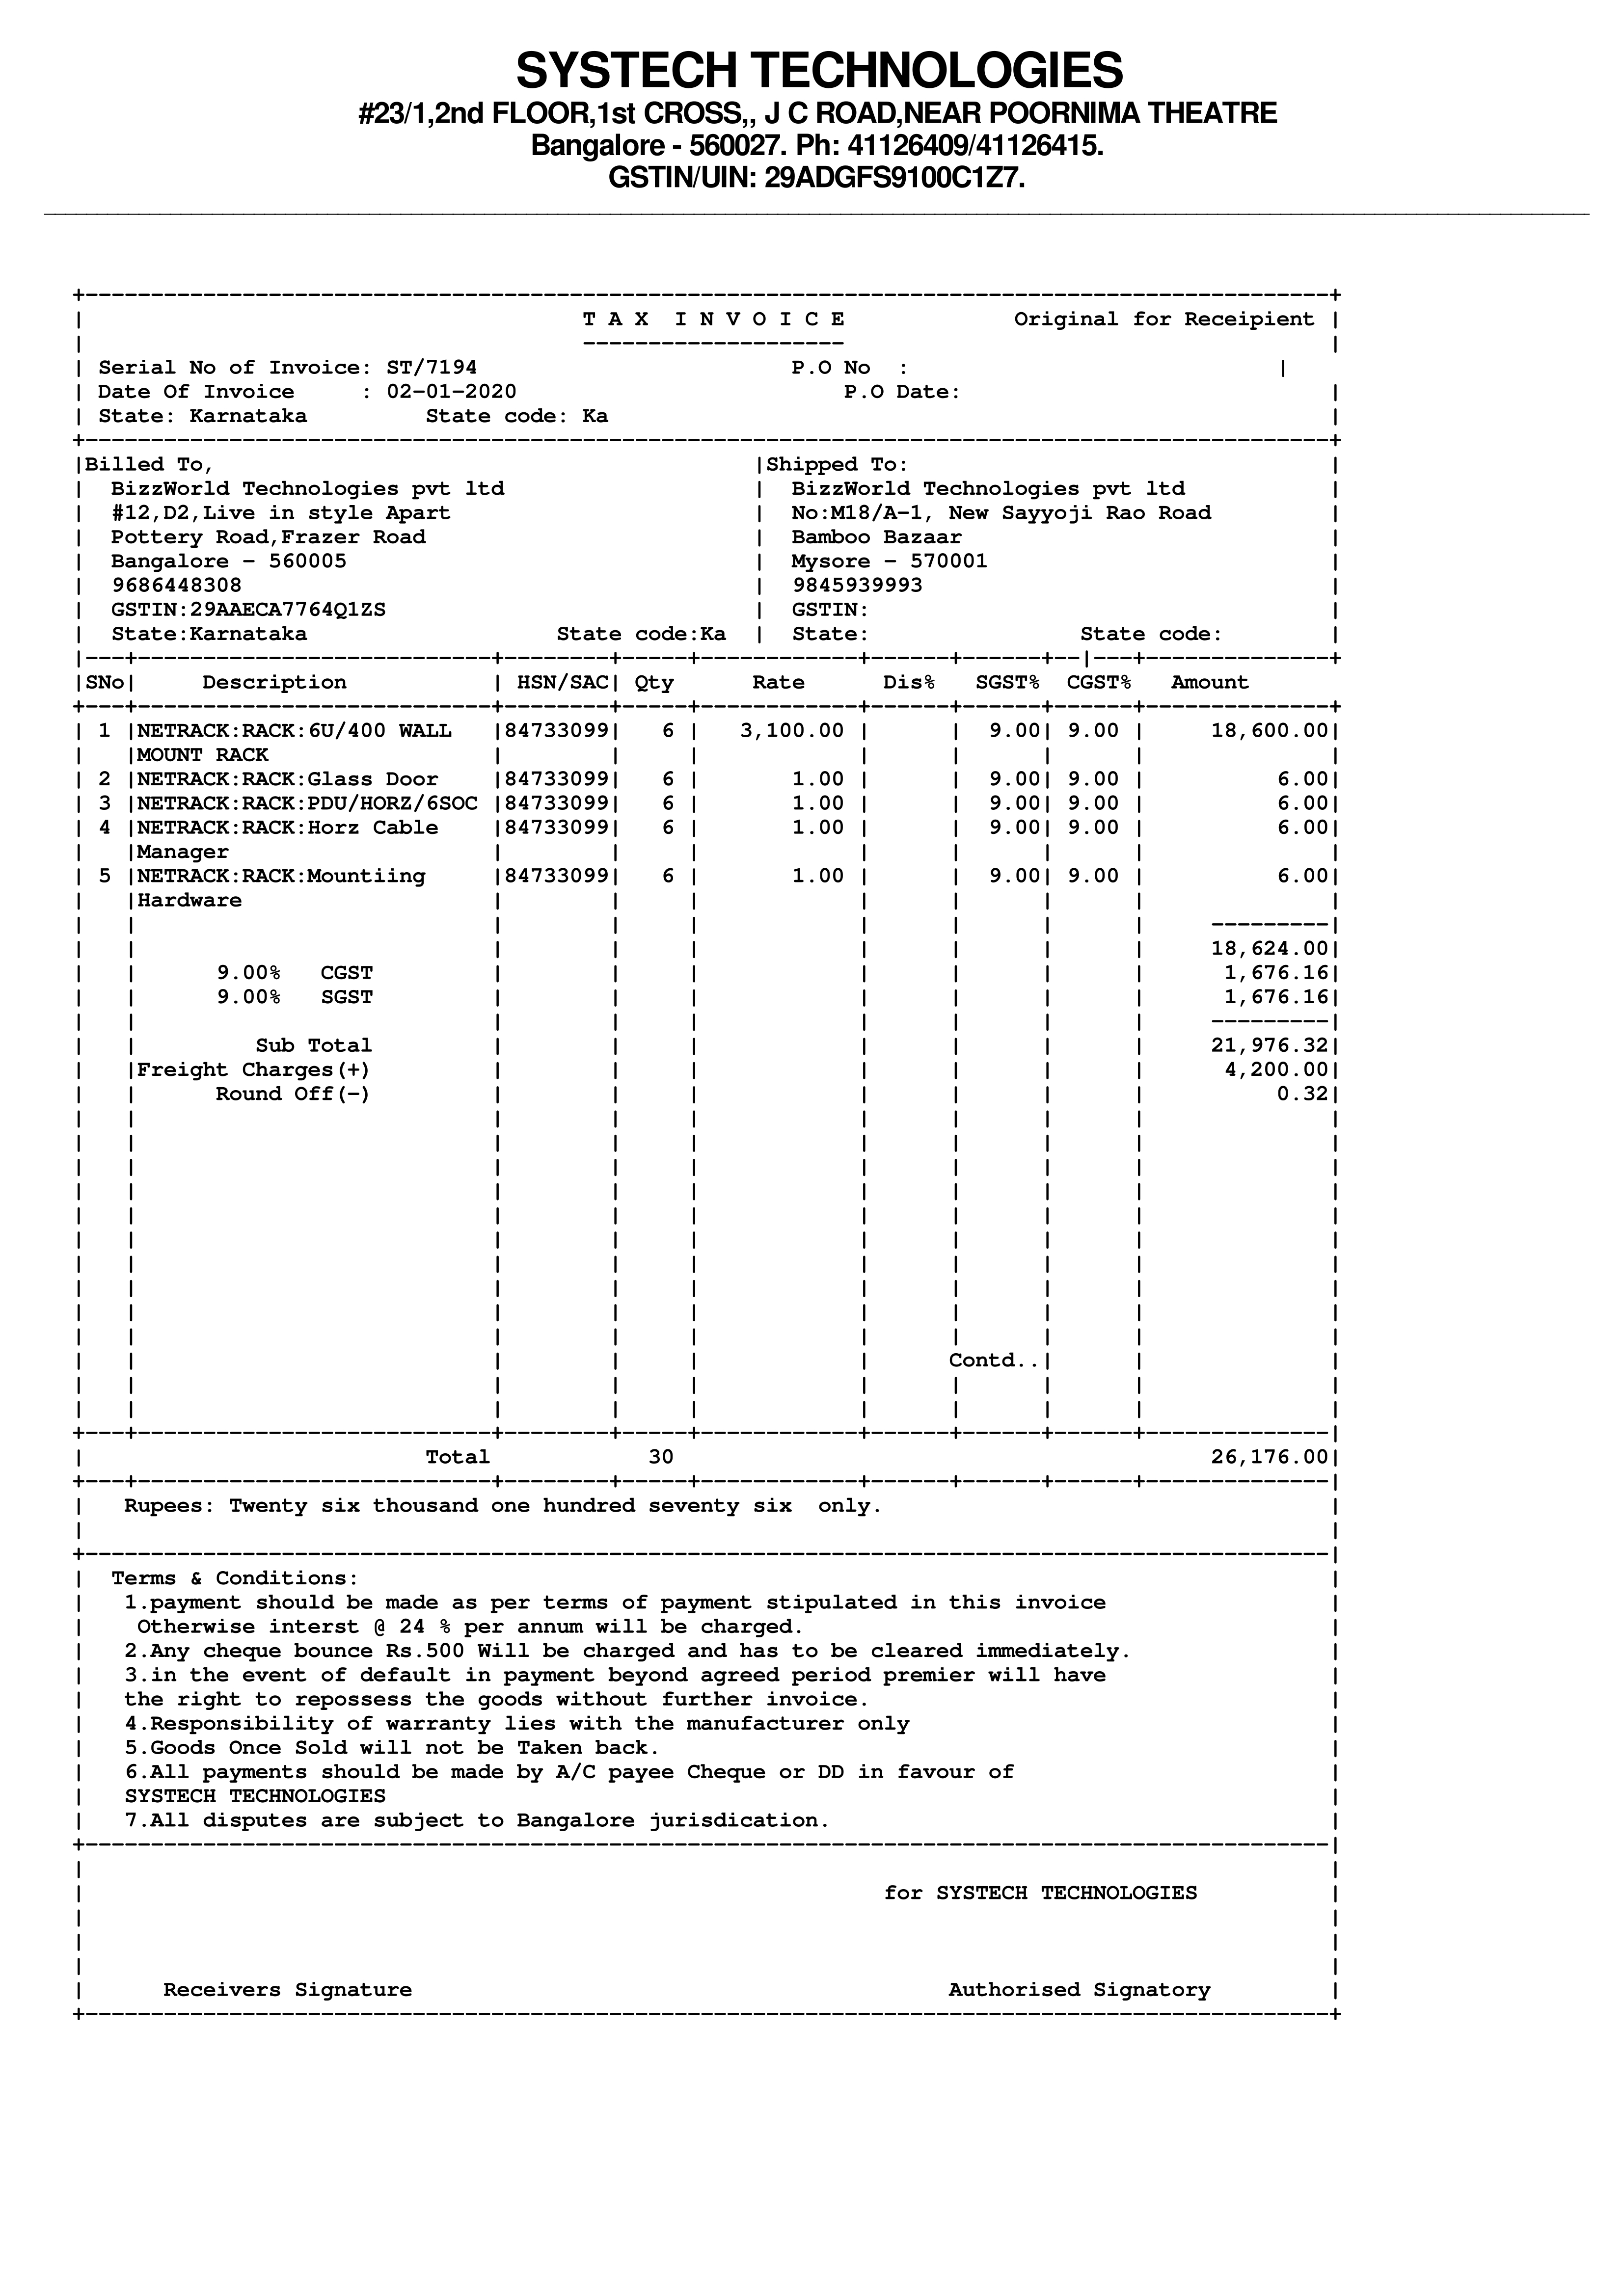 SYSTECH TECHNOLOGIES
#23/1,2nd FLOOR,1st CROSS,, J C ROAD,NEAR POORNIMA THEATRE
Bangalore - 560027. Ph: 41126409/41126415.
GSTIN/UIN: 29ADGFS9100C1Z7.
T A X  I N V O I C E Original for Receipient
Serial No of Invoice: ST/7194 P.O No :
Date Of Invoice : 02-01-2020 P.O Date:
State: Karnataka State code: Ka
Billed To, Shipped To:
BizzWorld Technologies pvt ltd BizzWorld Technologies pvt ltd
#12,D2,Live in style Apart No:M18/A-1, New Sayyoji Rao Road
Pottery Road,Frazer Road Bamboo Bazaar
Bangalore - 560005 Mysore - 570001
9686448308 9845939993
GSTIN:29AAECA7764Q1ZS GSTIN:
State:Karnataka State code:Ka State: State code:
SNo Description HSN/SAC Qty Rate Dis% SGST% CGST% Amount
1 NETRACK:RACK:6U/400 WALL 84733099 6 3,100.00 9.00 9.00 18,600.00
MOUNT RACK
2 NETRACK:RACK:Glass Door 84733099 6 1.00 9.00 9.00 6.00
3 NETRACK:RACK:PDU/HORZ/6SOC 84733099 6 1.00 9.00 9.00 6.00
4 NETRACK:RACK:Horz Cable 84733099 6 1.00 9.00 9.00 6.00
Manager
5 NETRACK:RACK:Mountiing 84733099 6 1.00 9.00 9.00 6.00
Hardware
18,624.00
9.00% CGST 1,676.16
9.00% SGST 1,676.16
Sub Total 21,976.32
Freight Charges(+) 4,200.00
Round Off(-) 0.32
Contd..
Total 30 26,176.00
Rupees: Twenty six thousand one hundred seventy six only.
Terms & Conditions:
1.payment should be made as per terms of payment stipulated in this invoice
Otherwise interst @ 24 % per annum will be charged.
2.Any cheque bounce Rs.500 Will be charged and has to be cleared immediately.
3.in the event of default in payment beyond agreed period premier will have
the right to repossess the goods without further invoice.
4.Responsibility of warranty lies with the manufacturer only
5.Goods Once Sold will not be Taken back.
6.All payments should be made by A/C payee Cheque or DD in favour of
SYSTECH TECHNOLOGIES
7.All disputes are subject to Bangalore jurisdication.
for SYSTECH TECHNOLOGIES
Receivers Signature Authorised Signatory